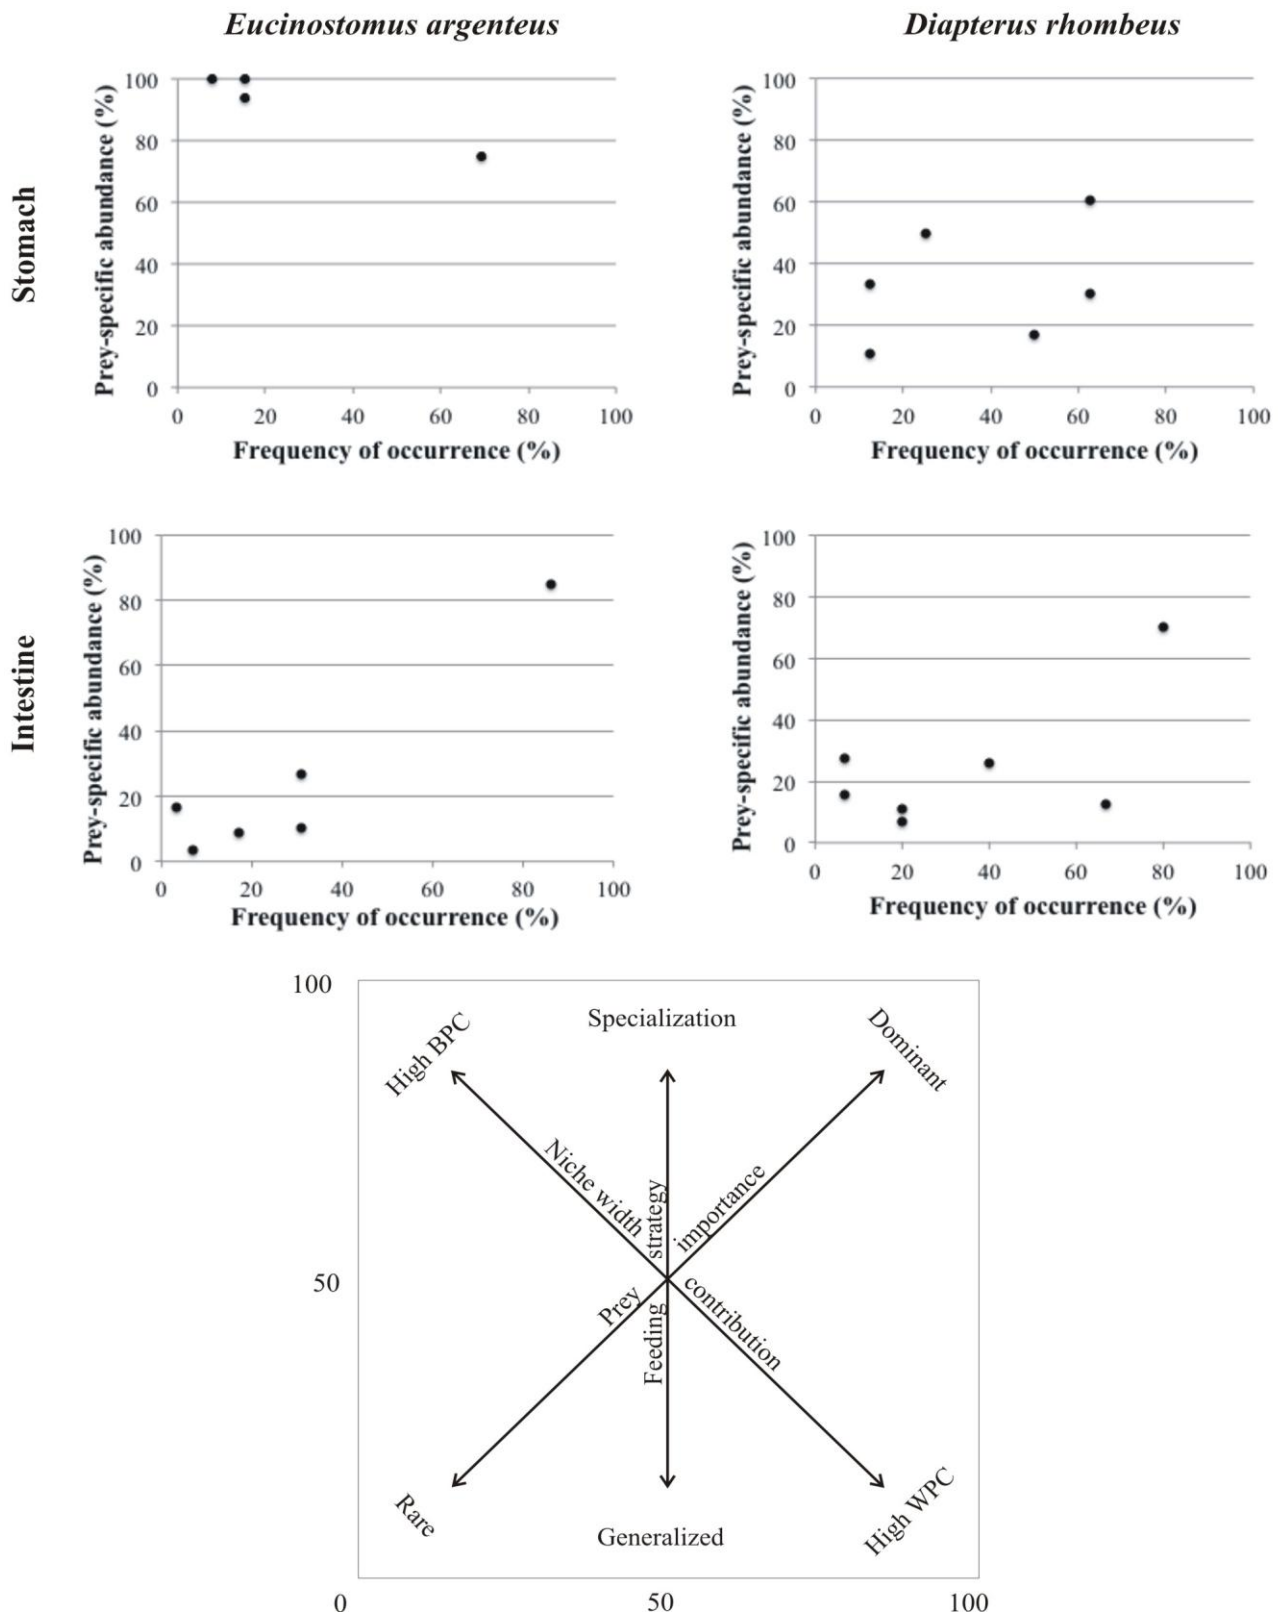 Eucinostomus argenteus
Diapterus rhombeus
Stomach
Prey-specific abundance (%)
100
80
60
40
20
0
0 20 40 60 80 100
Frequency of occurrence (%)
Prey-specific abundance (%)
100
80
60
40
20
0
0 20 40 60 80 100
Frequency of occurrence (%)
Intestine
Prey-specific abundance (%)
100
80
60
40
20
0
0 20 40 60 80 100
Frequency of occurrence (%)
Prey-specific abundance (%)
100
80
60
40
20
0
0 20 40 60 80 100
Frequency of occurrence (%)
100
50
0 50 100
High BPC
Specialization
Dominant
Niche width
contribution
Feeding strategy
Prey importance
Rare
Generalized
High WPC